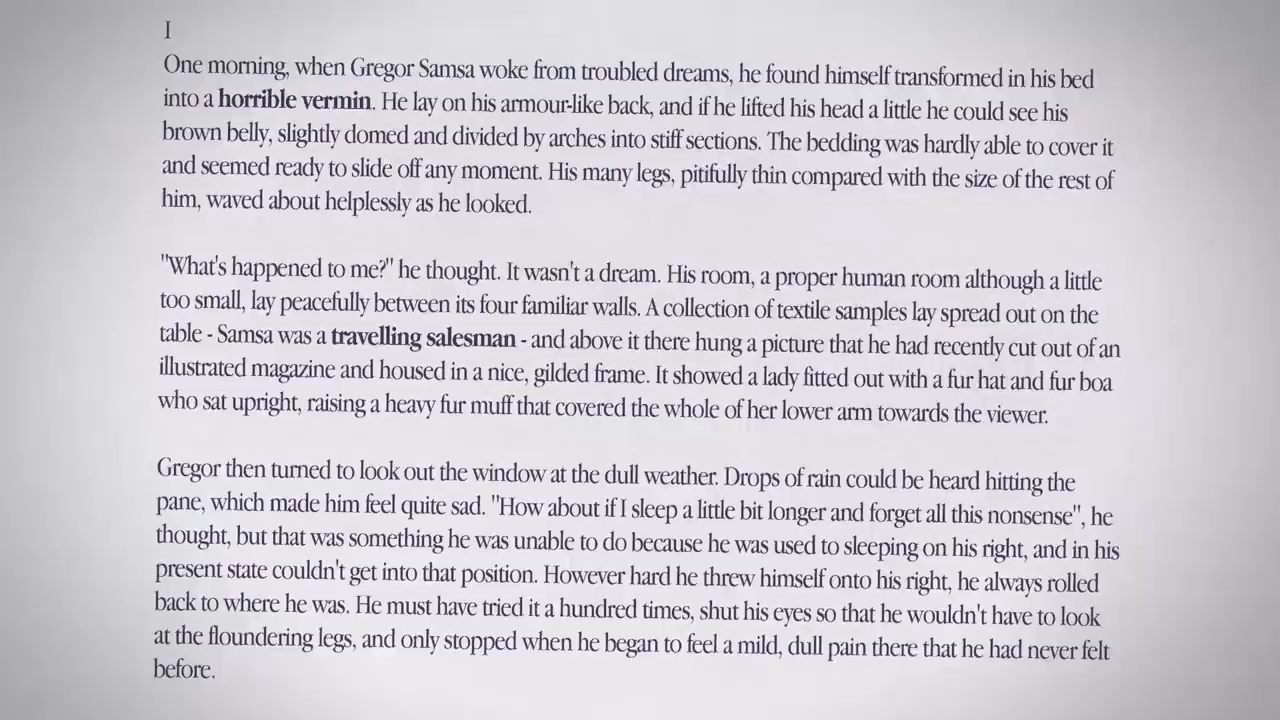 I
One morning, when Gregor Samsa woke from troubled dreams, he found himself transformed in his bed
into a horrible vermin. He lay on his armour-like back, and if he lifted his head a little he could see his
brown belly, slightly domed and divided by arches into stiff sections. The bedding was hardly able to cover it
and seemed ready to slide off any moment. His many legs, pitifully thin compared with the size of the rest of
him, waved about helplessly as he looked.
"What's happened to me?" he thought. It wasn't a dream. His room, a proper human room although a little
too small, lay peacefully between its four familiar walls. A collection of textile samples lay spread out on the
table - Samsa was a travelling salesman - and above it there hung a picture that he had recently cut out of an
illustrated magazine and housed in a nice, gilded frame. It showed a lady fitted out with a fur hat and fur boa
who sat upright, raising a heavy fur muff that covered the whole of her lower arm towards the viewer.
Gregor then turned to look out the window at the dull weather. Drops of rain could be heard hitting the
pane, which made him feel quite sad. "How about if I sleep a little bit longer and forget all this nonsense", he
thought, but that was something he was unable to do because he was used to sleeping on his right, and in his
present state couldn't get into that position. However hard he threw himself onto his right, he always rolled
back to where he was. He must have tried it a hundred times, shut his eyes so that he wouldn't have to look
at the floundering legs, and only stopped when he began to feel a mild, dull pain there that he had never felt
before.